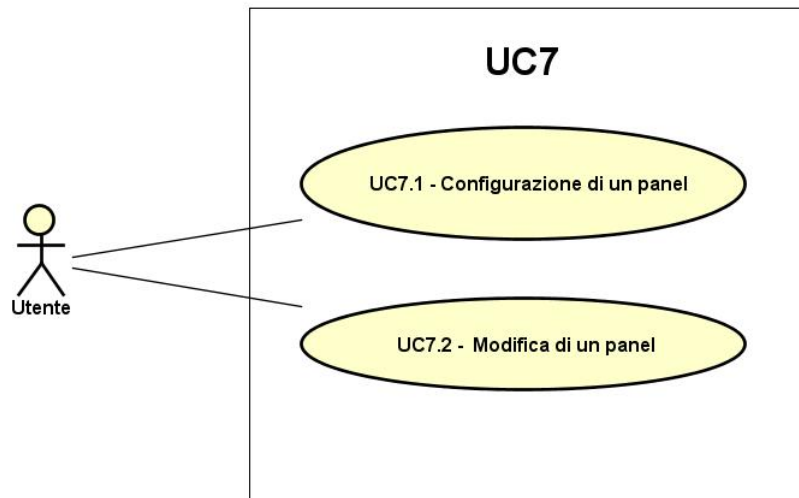 UC7
UC7.1 - Configurazione di un panel
Utente
UC7.2 - Modifica di un panel